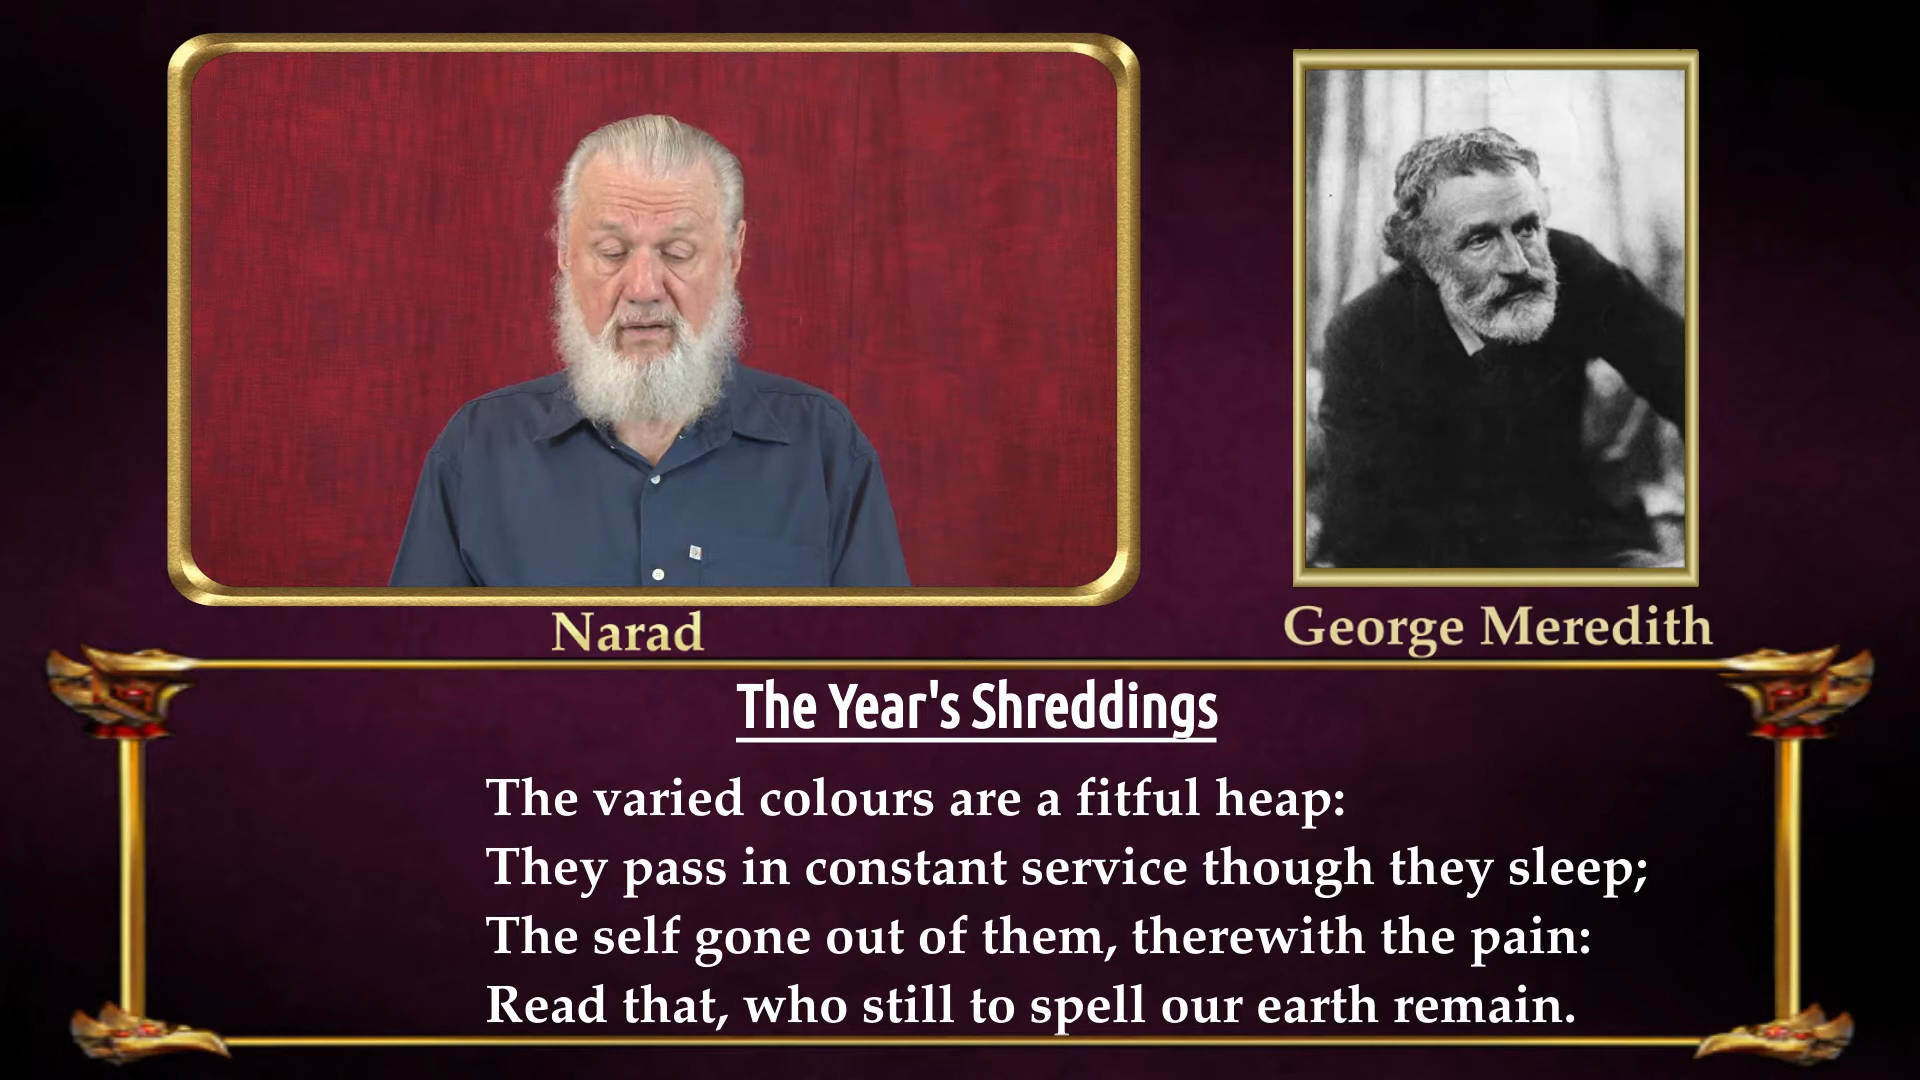 Narad
George Meredith
The Year's Shreddings
The varied colours are a fitful heap:
They pass in constant service though they sleep;
The self gone out of them, therewith the pain:
Read that, who still to spell our earth remain.